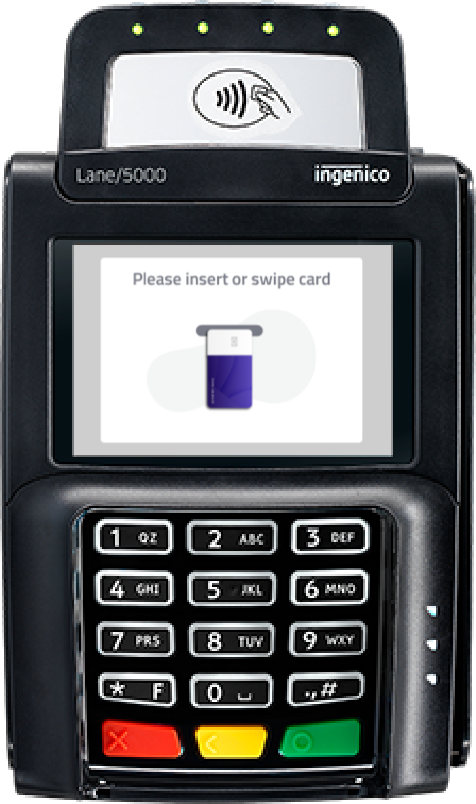 Lane/5000 ingenico
Please insert or swipe card
1 QZ 2 ABC 3 DEF
4 GHI 5 JKL 6 MNO
7 PRS 8 TUV 9 WXY
* F 0 ⎵ .,#